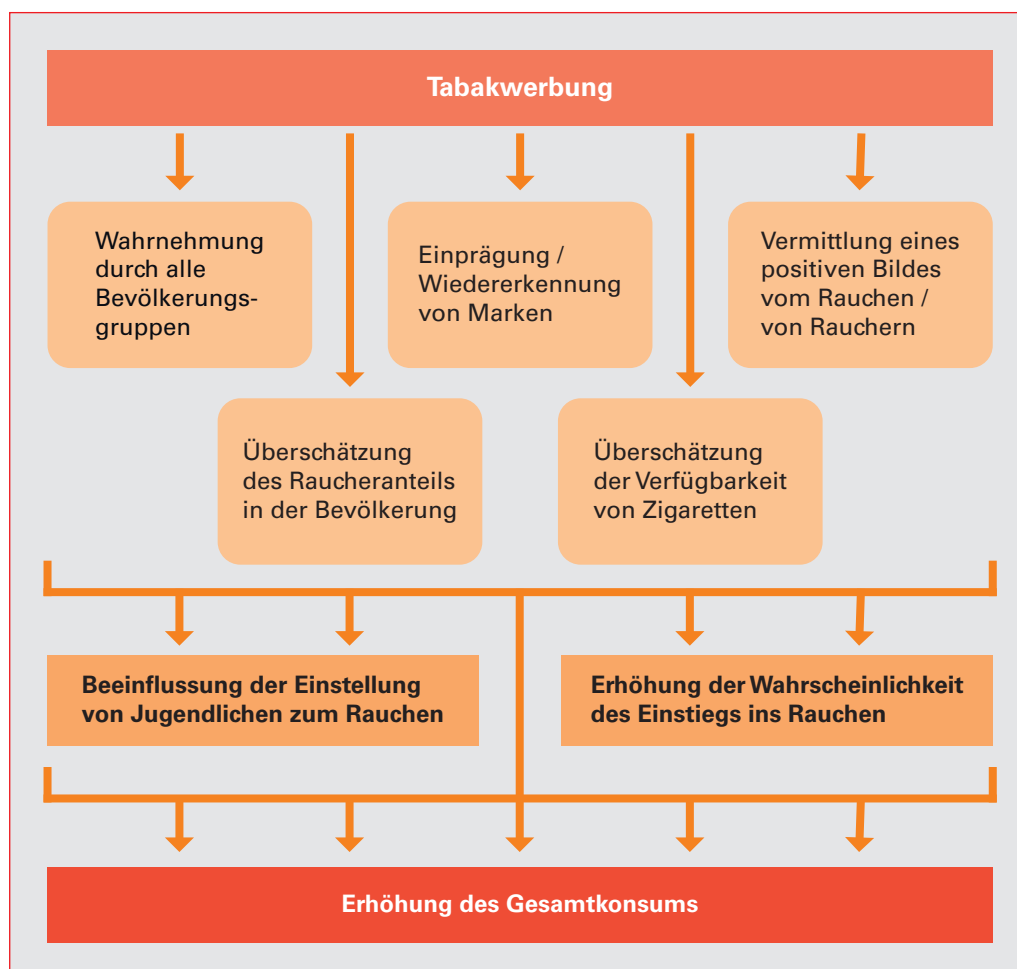 Tabakwerbung
Wahrnehmung
durch alle
Bevölkerungs-
gruppen
Einprägung /
Wiedererkennung
von Marken
Vermittlung eines
positiven Bildes
vom Rauchen /
von Rauchern
Überschätzung
des Raucheranteils
in der Bevölkerung
Überschätzung
der Verfügbarkeit
von Zigaretten
Beeinflussung der Einstellung
von Jugendlichen zum Rauchen
Erhöhung der Wahrscheinlichkeit
des Einstiegs ins Rauchen
Erhöhung des Gesamtkonsums